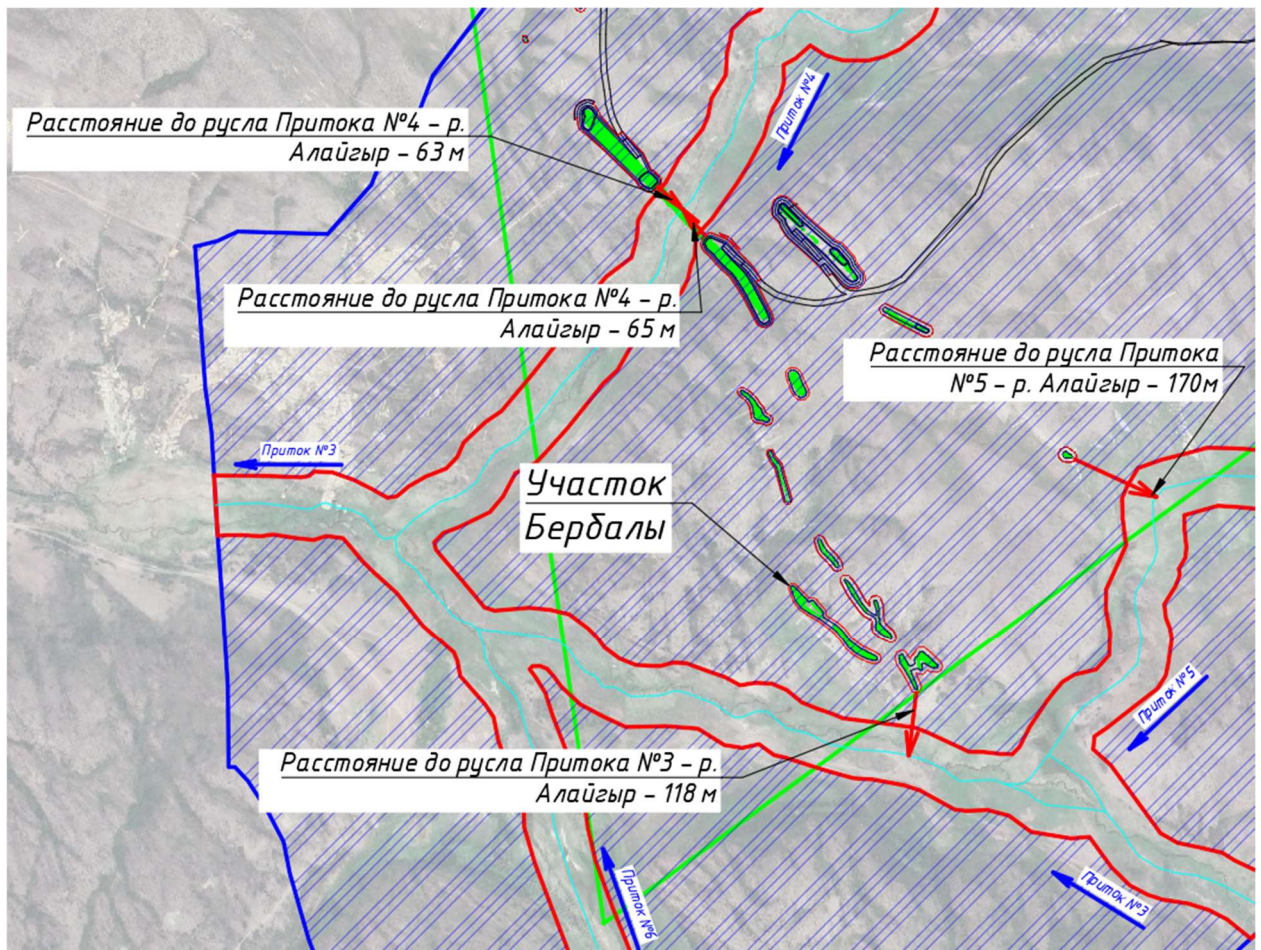 Приток №4
Расстояние до русла Притока №4 – р.
Алайгыр – 63 м
Расстояние до русла Притока №4 – р.
Алайгыр – 65 м
Расстояние до русла Притока
№5 – р. Алайгыр – 170м
Приток №3
Участок
Бербалы
Приток №5
Расстояние до русла Притока №3 – р.
Алайгыр – 118 м
Приток №6
Приток №3